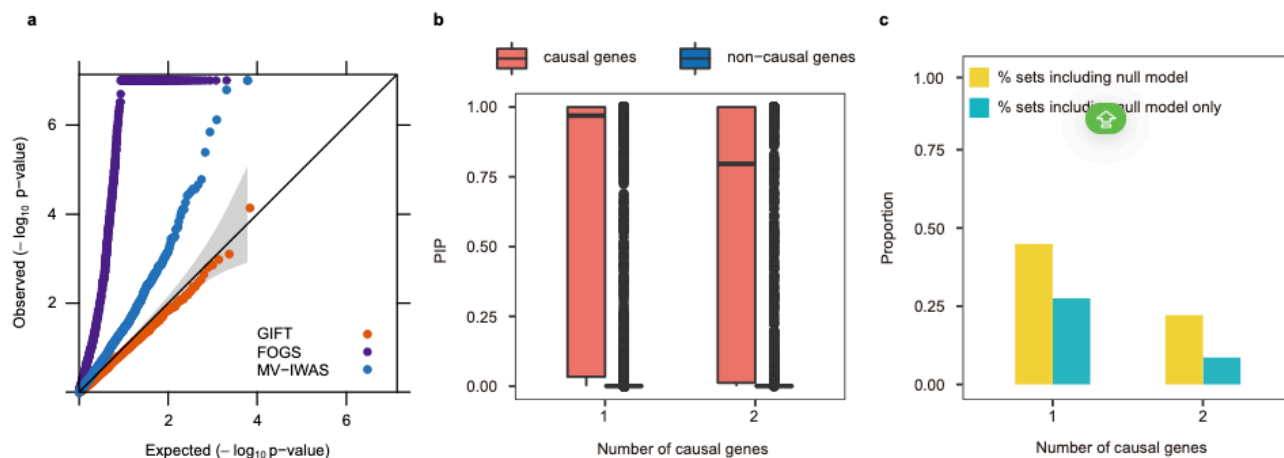 a
Observed (− log10 p−value)
6
4
2
GIFT
FOGS
MV−IWAS
2
4
6
Expected (− log10 p−value)
b
causal genes
non−causal genes
PIP
1.00
0.75
0.50
0.25
0.00
1
2
Number of causal genes
c
% sets including null model
% sets including null model only
Proportion
1.00
0.75
0.50
0.25
0.00
1
2
Number of causal genes